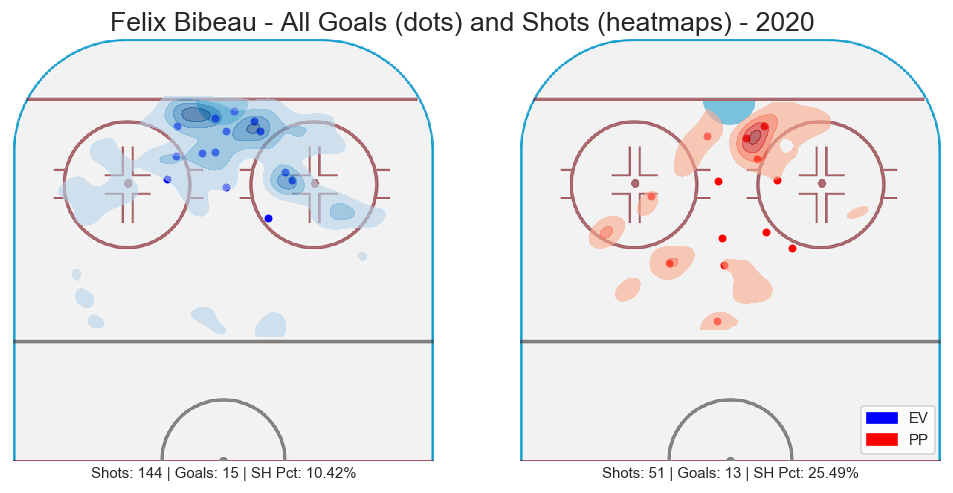 Felix Bibeau - All Goals (dots) and Shots (heatmaps) - 2020
EV
PP
Shots: 144 | Goals: 15 | SH Pct: 10.42%
Shots: 51 | Goals: 13 | SH Pct: 25.49%